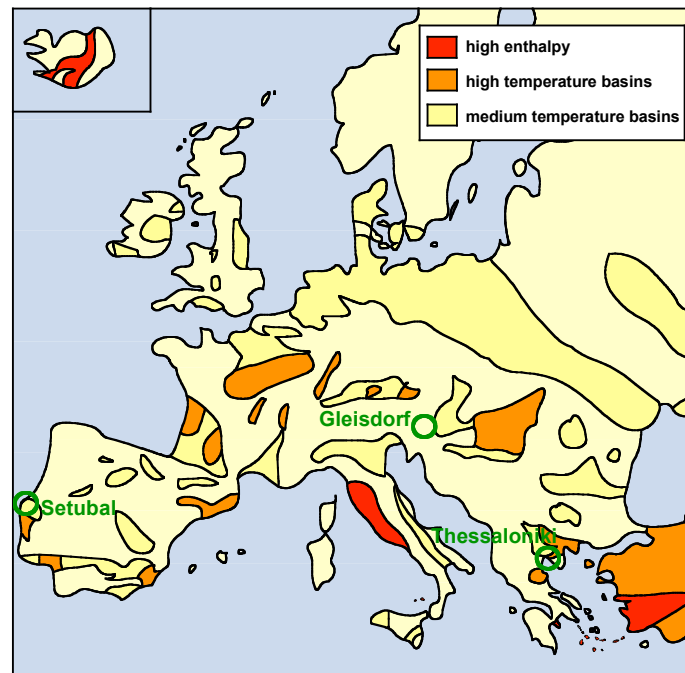 high enthalpy
high temperature basins
medium temperature basins
Gleisdorf
Setubal
Thessaloniki